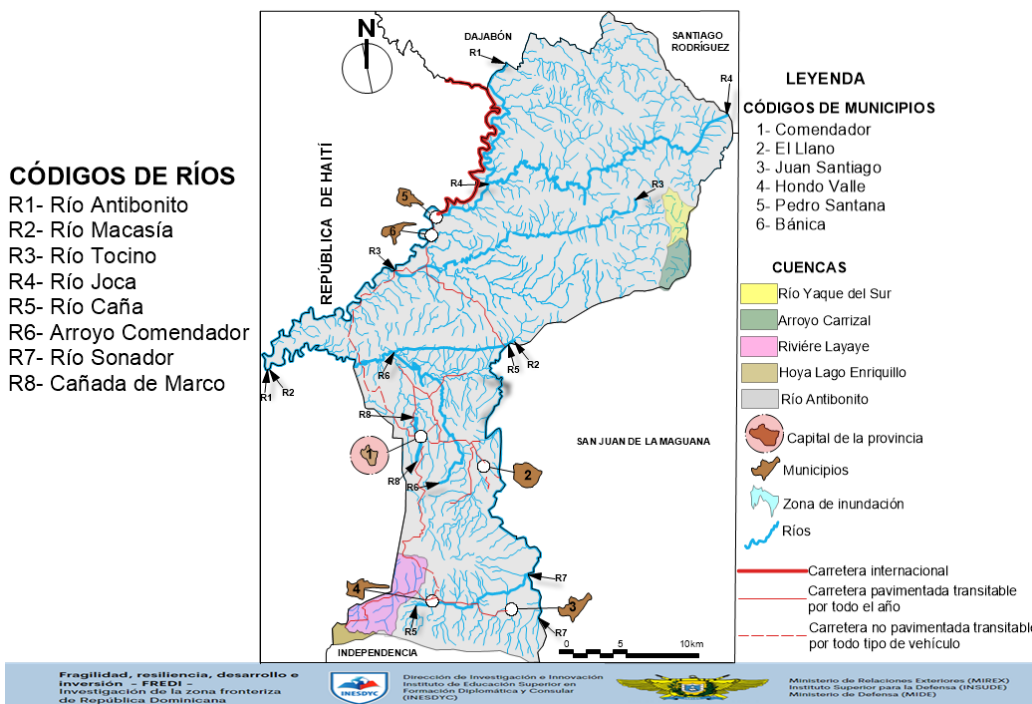 CÓDIGOS DE RÍOS
R1- Río Antibonito
R2- Río Macasía
R3- Río Tocino
R4- Río Joca
R5- Río Caña
R6- Arroyo Comendador
R7- Río Sonador
R8- Cañada de Marco
N
DAJABÓN
R1
SANTIAGO
RODRÍGUEZ
R4
REPÚBLICA DE HAITÍ
R4
R3
5
6
R3
R6
R5
R2
R1
R2
R8
1
R8
R6
2
SAN JUAN DE LA MAGUANA
R7
4
R5
3
R7
INDEPENDENCIA
0 5 10km
LEYENDA
CÓDIGOS DE MUNICIPIOS
1- Comendador
2- El Llano
3- Juan Santiago
4- Hondo Valle
5- Pedro Santana
6- Bánica
CUENCAS
Río Yaque del Sur
Arroyo Carrizal
Riviére Layaye
Hoya Lago Enriquillo
Río Antibonito
Capital de la provincia
Municipios
Zona de inundación
Ríos
Carretera internacional
Carretera pavimentada transitable
por todo el año
Carretera no pavimentada transitable
por todo tipo de vehículo
Fragilidad, resiliencia, desarrollo e
inversión - FREDI -
Investigación de la zona fronteriza
de República Dominicana
INESDYC
Dirección de Investigación e Innovación
Instituto de Educación Superior en
Formación Diplomática y Consular
(INESDYC)
Ministerio de Relaciones Exteriores (MIREX)
Instituto Superior para la Defensa (INSUDE)
Ministerio de Defensa (MIDE)